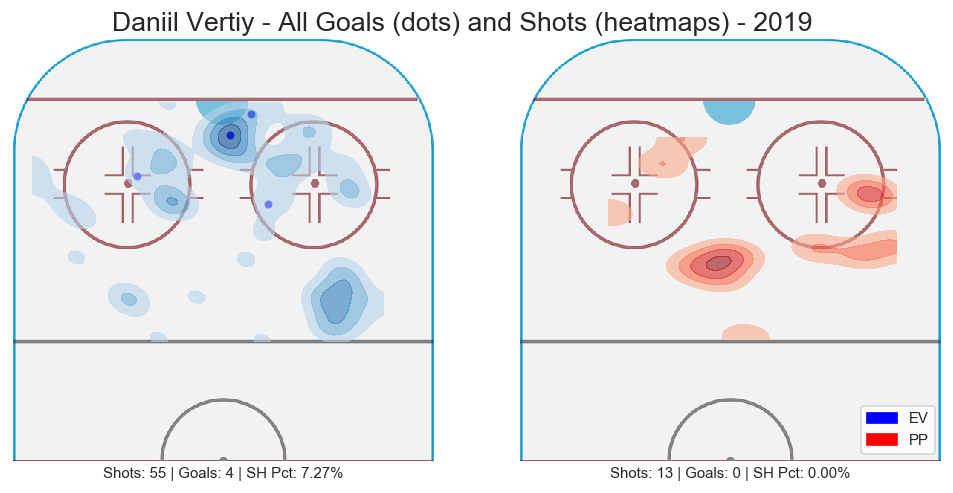 Daniil Vertiy - All Goals (dots) and Shots (heatmaps) - 2019
EV
PP
Shots: 55 | Goals: 4 | SH Pct: 7.27%
Shots: 13 | Goals: 0 | SH Pct: 0.00%